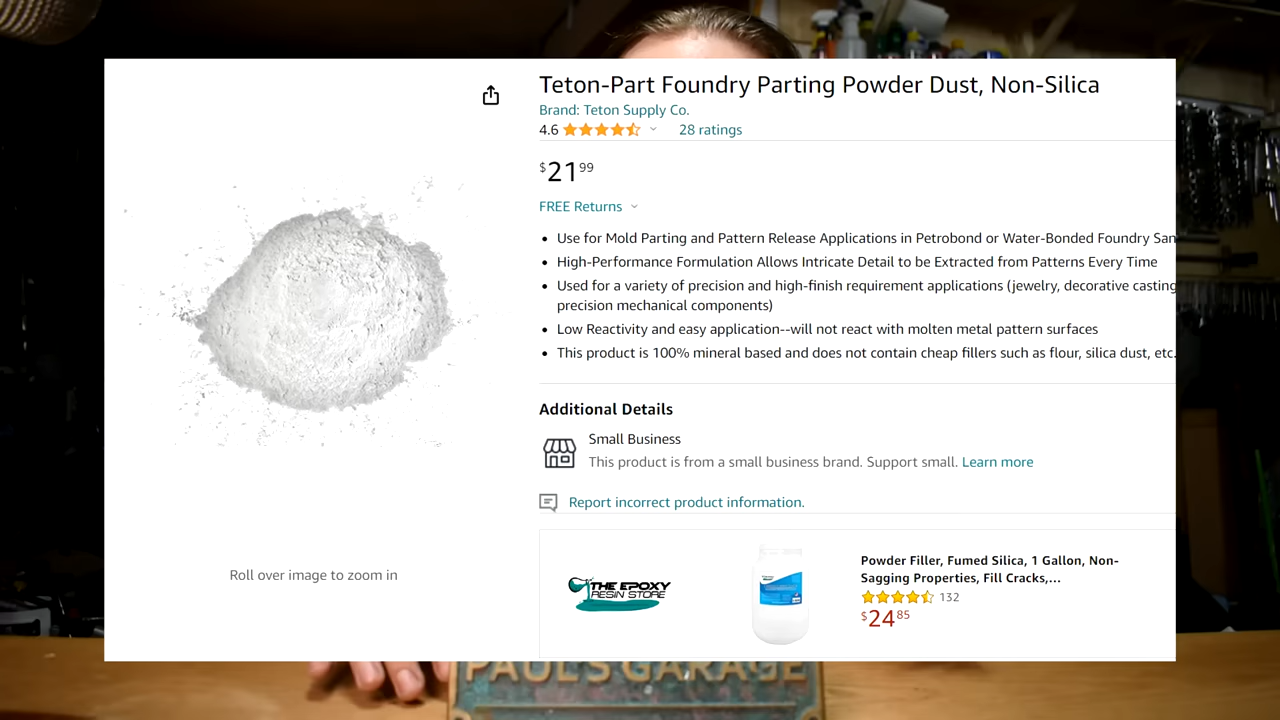 Teton-Part Foundry Parting Powder Dust, Non-Silica
Brand: Teton Supply Co.
4.6 28 ratings
$21 99
FREE Returns
• Use for Mold Parting and Pattern Release Applications in Petrobond or Water-Bonded Foundry San
• High-Performance Formulation Allows Intricate Detail to be Extracted from Patterns Every Time
• Used for a variety of precision and high-finish requirement applications (jewelry, decorative casting
precision mechanical components)
• Low Reactivity and easy application--will not react with molten metal pattern surfaces
• This product is 100% mineral based and does not contain cheap fillers such as flour, silica dust, etc.
Additional Details
Small Business
This product is from a small business brand. Support small. Learn more
Report incorrect product information.
Roll over image to zoom in
THE EPOXY
RESIN STORE
Powder Filler, Fumed Silica, 1 Gallon, Non-
Sagging Properties, Fill Cracks,...
132
$24 85
PAUL'S GARAGE